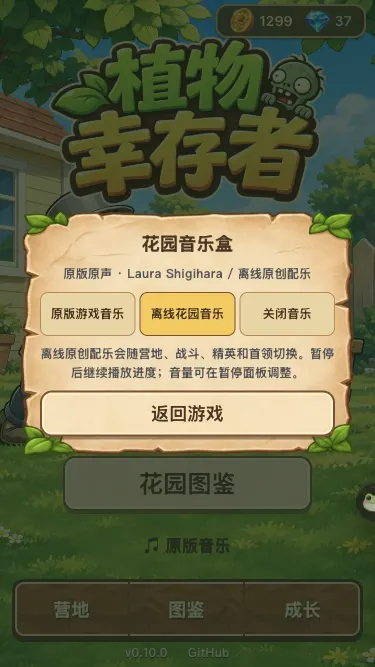 1299 37
植物
幸存者
花园音乐盒
原版原声 · Laura Shigihara / 离线原创配乐
原版游戏音乐 离线花园音乐 关闭音乐
离线原创配乐会随营地、战斗、精英和首领切换。暂停
后继续播放进度；音量可在暂停面板调整。
返回游戏
花园图鉴
♫ 原版音乐
营地 图鉴 成长
v0.10.0 GitHub